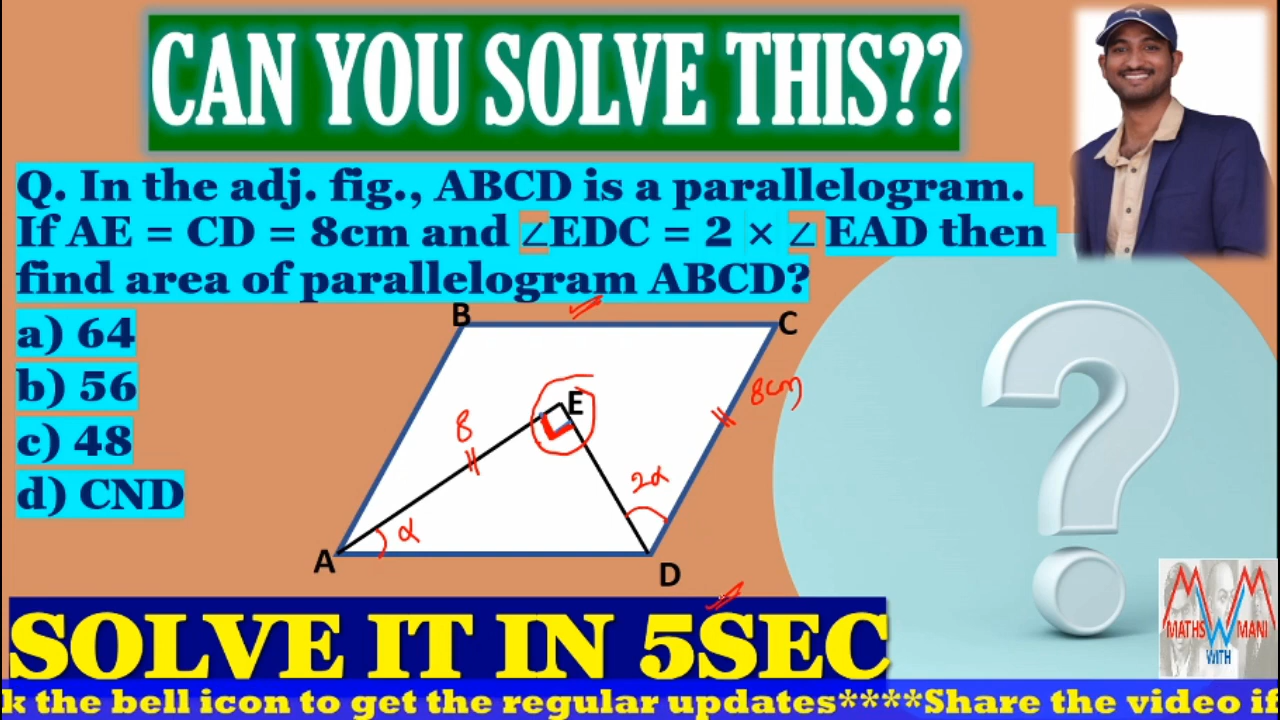 CAN YOU SOLVE THIS??
Q. In the adj. fig., ABCD is a parallelogram.
If AE = CD = 8cm and ∠EDC = 2 × ∠ EAD then
find area of parallelogram ABCD?
a) 64
b) 56
c) 48
d) CND
B
C
E
8
8cm
2α
α
A
D
SOLVE IT IN 5SEC
MATHS WITH MANI
k the bell icon to get the regular updates****Share the video if